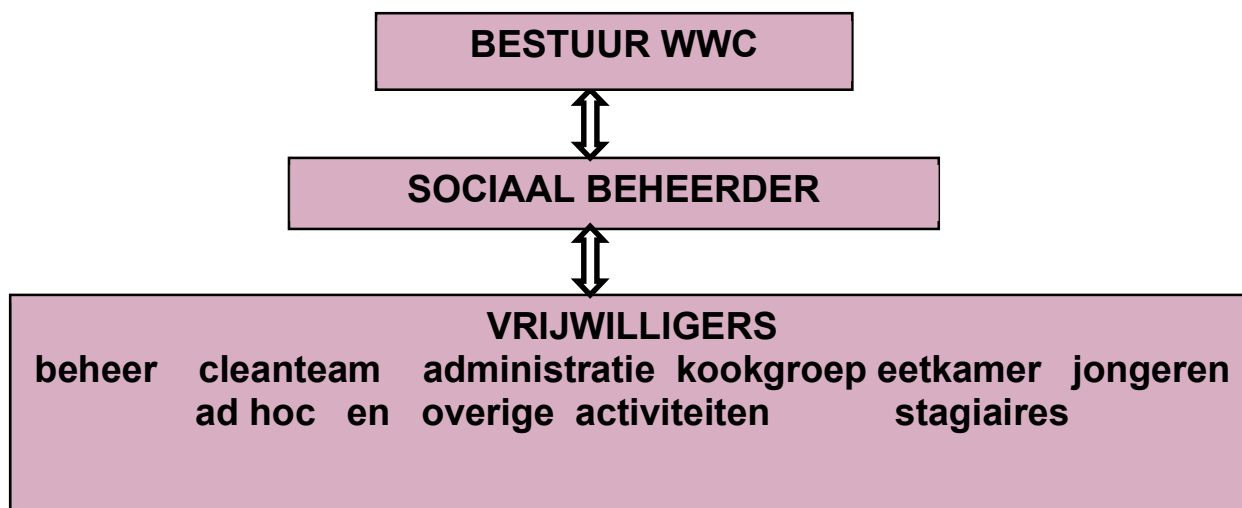 BESTUUR WWC
SOCIAAL BEHEERDER
VRIJWILLIGERS
beheer cleanteam administratie kookgroep eetkamer jongeren
ad hoc en overige activiteiten stagiaires